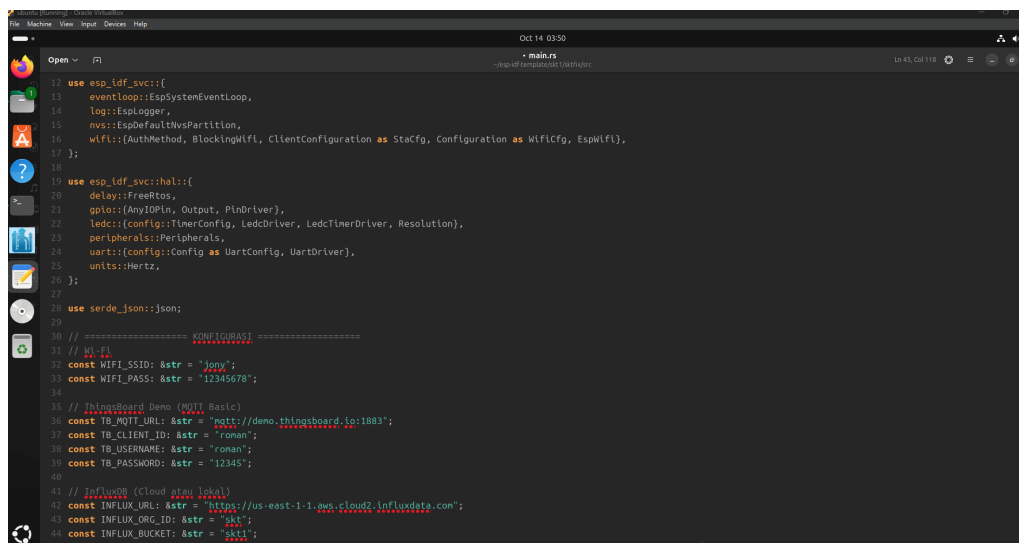 ubuntu [Running] - Oracle VirtualBox
File Machine View Input Devices Help
Oct 14 03:50
Open
• main.rs
~/esp-idf-template/skt1/sktfix/src
Ln 45, Col 118
12 use esp_idf_svc::{
13     eventloop::EspSystemEventLoop,
14     log::EspLogger,
15     nvs::EspDefaultNvsPartition,
16     wifi::{AuthMethod, BlockingWifi, ClientConfiguration as StaCfg, Configuration as WifiCfg, EspWifi},
17 };
18
19 use esp_idf_svc::hal::{
20     delay::FreeRtos,
21     gpio::{AnyIOPin, Output, PinDriver},
22     ledc::{config::TimerConfig, LedcDriver, LedcTimerDriver, Resolution},
23     peripherals::Peripherals,
24     uart::{config::Config as UartConfig, UartDriver},
25     units::Hertz,
26 };
27
28 use serde_json::json;
29
30 // =================== KONFIGURASI ===================
31 // Wi-Fi
32 const WIFI_SSID: &str = "jony";
33 const WIFI_PASS: &str = "12345678";
34
35 // ThingsBoard Demo (MQTT Basic)
36 const TB_MQTT_URL: &str = "mqtt://demo.thingsboard.io:1883";
37 const TB_CLIENT_ID: &str = "roman";
38 const TB_USERNAME: &str = "roman";
39 const TB_PASSWORD: &str = "12345";
40
41 // InfluxDB (Cloud atau lokal)
42 const INFLUX_URL: &str = "https://us-east-1-1.aws.cloud2.influxdata.com";
43 const INFLUX_ORG_ID: &str = "skt";
44 const INFLUX_BUCKET: &str = "skt1";